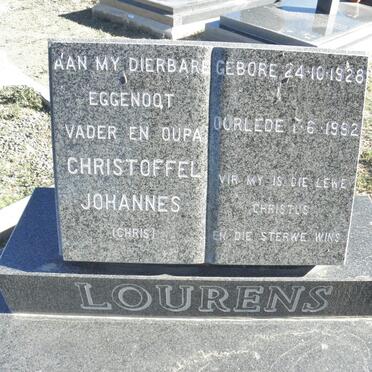 AAN MY DIERBARE
EGGENOOT
VADER EN OUPA
CHRISTOFFEL
JOHANNES
(CHRIS)
GEBORE 24·10·1928
OORLEDE 1·6·1992
VIR MY IS DIE LEWE
CHRISTUS
EN DIE STERWE WINS
LOURENS